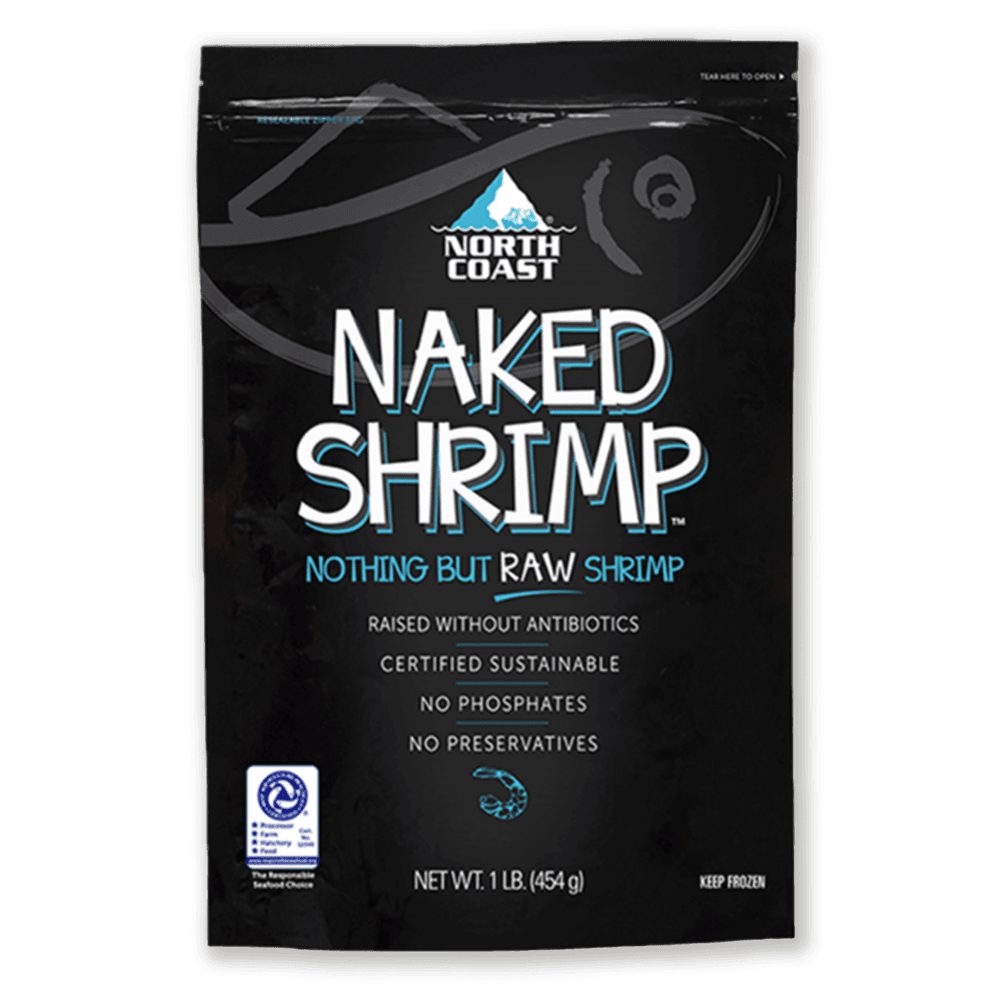 TEAR HERE TO OPEN
RESEALABLE ZIPPER BAG
NORTH
COAST
NAKED
SHRIMP™
NOTHING BUT RAW SHRIMP
RAISED WITHOUT ANTIBIOTICS
CERTIFIED SUSTAINABLE
NO PHOSPHATES
NO PRESERVATIVES
Processor
Farm
Hatchery
Feed
Cert.
No.
The Responsible
Seafood Choice
NET WT. 1 LB. (454 g)
KEEP FROZEN